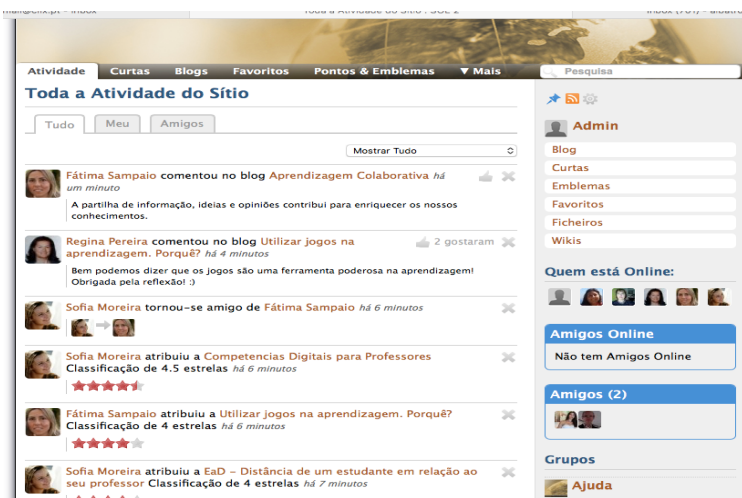 Toda a Atividade do Sítio : SOL 2
Atividade Curtas Blogs Favoritos Pontos & Emblemas ▼ Mais
Pesquisa
Toda a Atividade do Sítio
Tudo Meu Amigos
Mostrar Tudo
Fátima Sampaio comentou no blog Aprendizagem Colaborativa há
um minuto
A partilha de informação, ideias e opiniões contribui para enriquecer os nossos
conhecimentos.
Regina Pereira comentou no blog Utilizar jogos na
aprendizagem. Porquê? há 4 minutos
2 gostaram
Bem podemos dizer que os jogos são uma ferramenta poderosa na aprendizagem!
Obrigada pela reflexão! :)
Sofia Moreira tornou-se amigo de Fátima Sampaio há 6 minutos
Sofia Moreira atribuiu a Competencias Digitais para Professores
Classificação de 4.5 estrelas há 6 minutos
Fátima Sampaio atribuiu a Utilizar jogos na aprendizagem. Porquê?
Classificação de 4 estrelas há 6 minutos
Sofia Moreira atribuiu a EaD – Distância de um estudante em relação ao
seu professor Classificação de 4 estrelas há 7 minutos
Admin
Blog
Curtas
Emblemas
Favoritos
Ficheiros
Wikis
Quem está Online:
Amigos Online
Não tem Amigos Online
Amigos (2)
Grupos
Ajuda